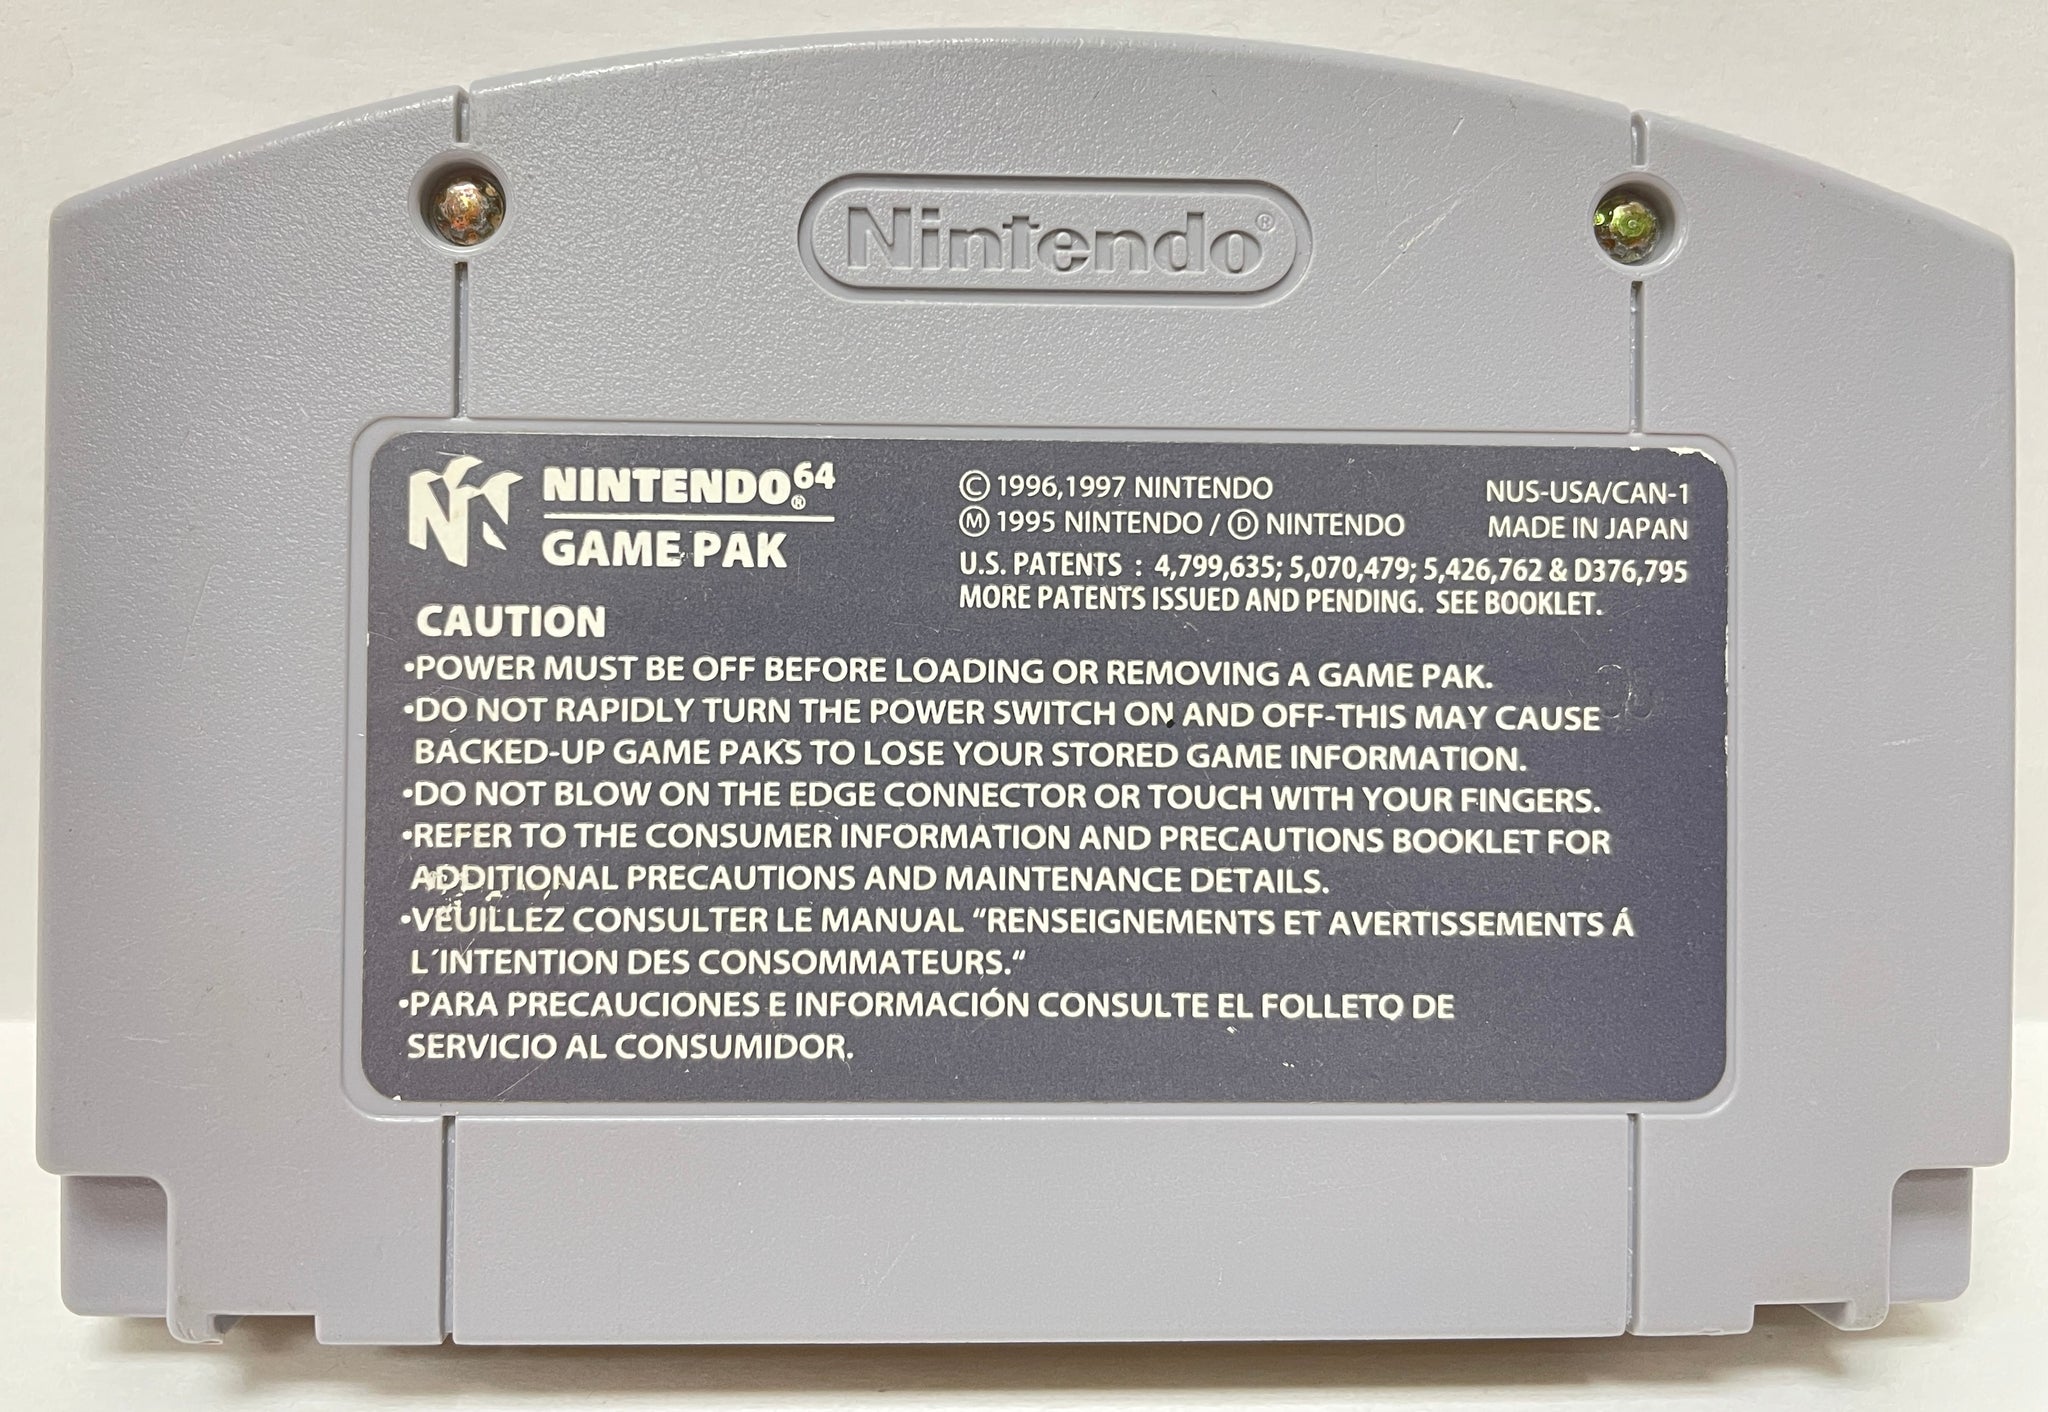 Nintendo®
NINTENDO64®
GAME PAK
© 1996,1997 NINTENDO
Ⓜ 1995 NINTENDO / Ⓓ NINTENDO
NUS-USA/CAN-1
MADE IN JAPAN
U.S. PATENTS : 4,799,635; 5,070,479; 5,426,762 & D376,795
MORE PATENTS ISSUED AND PENDING. SEE BOOKLET.
CAUTION
•POWER MUST BE OFF BEFORE LOADING OR REMOVING A GAME PAK.
•DO NOT RAPIDLY TURN THE POWER SWITCH ON AND OFF-THIS MAY CAUSE
BACKED-UP GAME PAKS TO LOSE YOUR STORED GAME INFORMATION.
•DO NOT BLOW ON THE EDGE CONNECTOR OR TOUCH WITH YOUR FINGERS.
•REFER TO THE CONSUMER INFORMATION AND PRECAUTIONS BOOKLET FOR
ADDITIONAL PRECAUTIONS AND MAINTENANCE DETAILS.
•VEUILLEZ CONSULTER LE MANUAL “RENSEIGNEMENTS ET AVERTISSEMENTS Á
L´INTENTION DES CONSOMMATEURS.“
•PARA PRECAUCIONES E INFORMACIÓN CONSULTE EL FOLLETO DE
SERVICIO AL CONSUMIDOR.